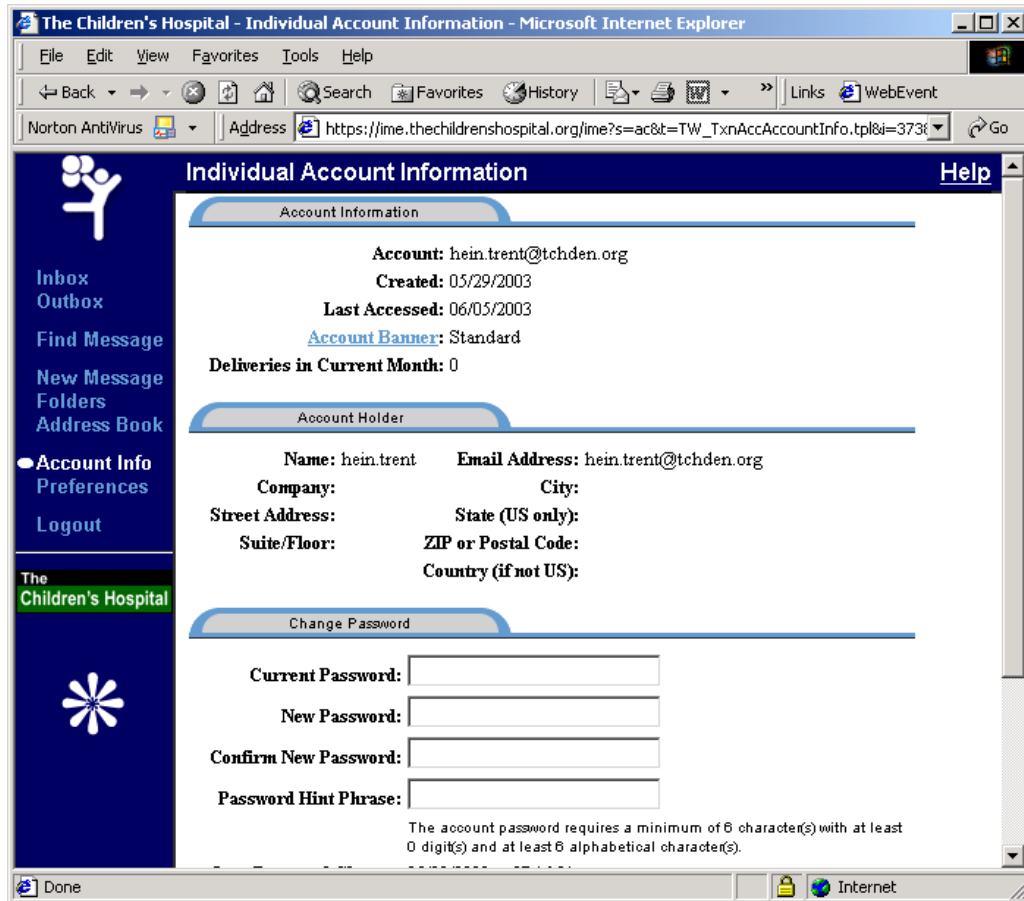 The Children's Hospital - Individual Account Information - Microsoft Internet Explorer
File Edit View Favorites Tools Help
Back Search Favorites History » Links WebEvent
Norton AntiVirus Address https://ime.thechildrenshospital.org/ime?s=ac&t=TW_TxnAccAccountInfo.tpl&i=373 Go
Individual Account Information Help
Account Information
Account: hein.trent@tchden.org
Created: 05/29/2003
Last Accessed: 06/05/2003
Account Banner: Standard
Deliveries in Current Month: 0
Inbox
Outbox
Find Message
New Message
Folders
Address Book
Account Info
Preferences
Logout
The
Children's Hospital
Account Holder
Name: hein.trent Email Address: hein.trent@tchden.org
Company: City:
Street Address: State (US only):
Suite/Floor: ZIP or Postal Code:
Country (if not US):
Change Password
Current Password:
New Password:
Confirm New Password:
Password Hint Phrase:
The account password requires a minimum of 6 character(s) with at least
0 digit(s) and at least 6 alphabetical character(s).
Done Internet